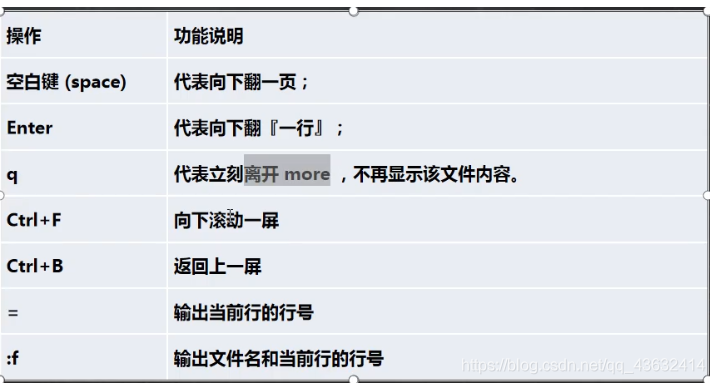 操作 功能说明
空白键 (space) 代表向下翻一页；
Enter 代表向下翻『一行』；
q 代表立刻离开 more ，不再显示该文件内容。
Ctrl+F 向下滚动一屏
Ctrl+B 返回上一屏
= 输出当前行的行号
:f 输出文件名和当前行的行号
https://blog.csdn.net/qq_43632414